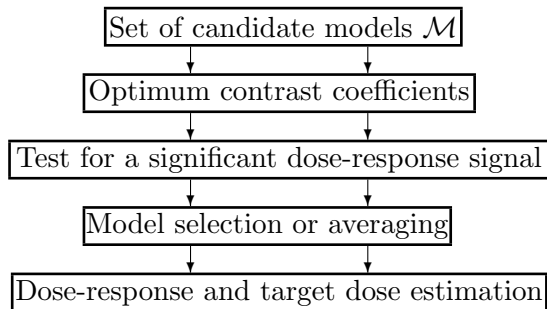 Set of candidate models ℳ
Optimum contrast coefficients
Test for a significant dose-response signal
Model selection or averaging
Dose-response and target dose estimation